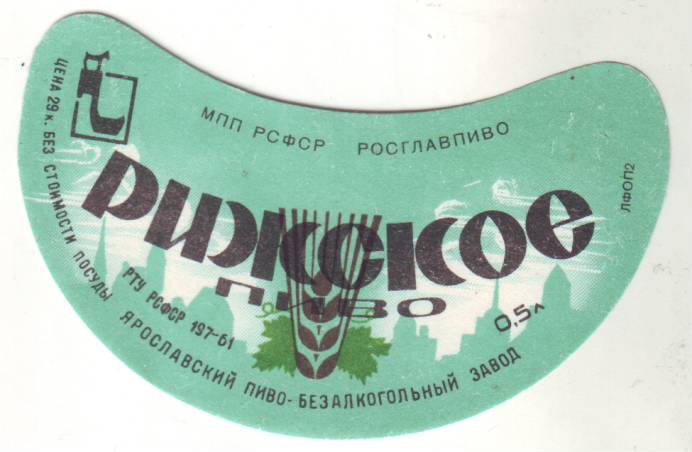 МПП РСФСР РОСГЛАВПИВО
РИЖСКОЕ
ПИВО
0,5л
РТУ РСФСР 197-61
ЯРОСЛАВСКИЙ ПИВО-БЕЗАЛКОГОЛЬНЫЙ ЗАВОД
ЦЕНА 29 к. БЕЗ СТОИМОСТИ ПОСУДЫ
ЛФОП2